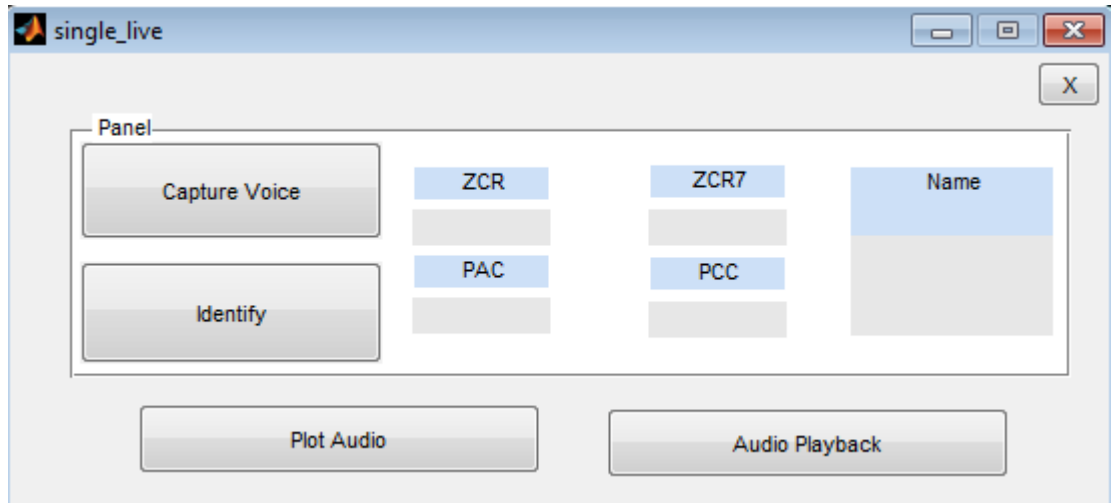 single_live
X
Panel
Capture Voice
ZCR
ZCR7
Name
PAC
PCC
Identify
Plot Audio
Audio Playback